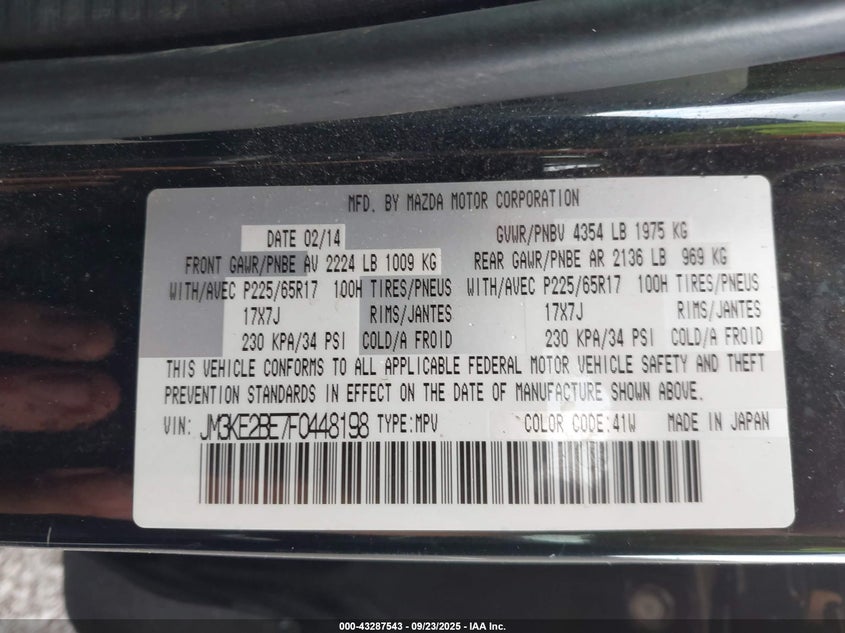 MFD. BY MAZDA MOTOR CORPORATION
DATE 02/14 GVWR/PNBV 4354 LB 1975 KG
FRONT GAWR/PNBE AV 2224 LB 1009 KG REAR GAWR/PNBE AR 2136 LB 969 KG
WITH/AVEC P225/65R17 100H TIRES/PNEUS WITH/AVEC P225/65R17 100H TIRES/PNEUS
17X7J RIMS/JANTES 17X7J RIMS/JANTES
230 KPA/34 PSI COLD/A FROID 230 KPA/34 PSI COLD/A FROID
THIS VEHICLE CONFORMS TO ALL APPLICABLE FEDERAL MOTOR VEHICLE SAFETY AND THEFT
PREVENTION STANDARDS IN EFFECT ON THE DATE OF MANUFACTURE SHOWN ABOVE.
VIN: JM3KE2BE7F0448198 TYPE:MPV COLOR CODE:41W MADE IN JAPAN
000-43287543 - 09/23/2025 - IAA Inc.